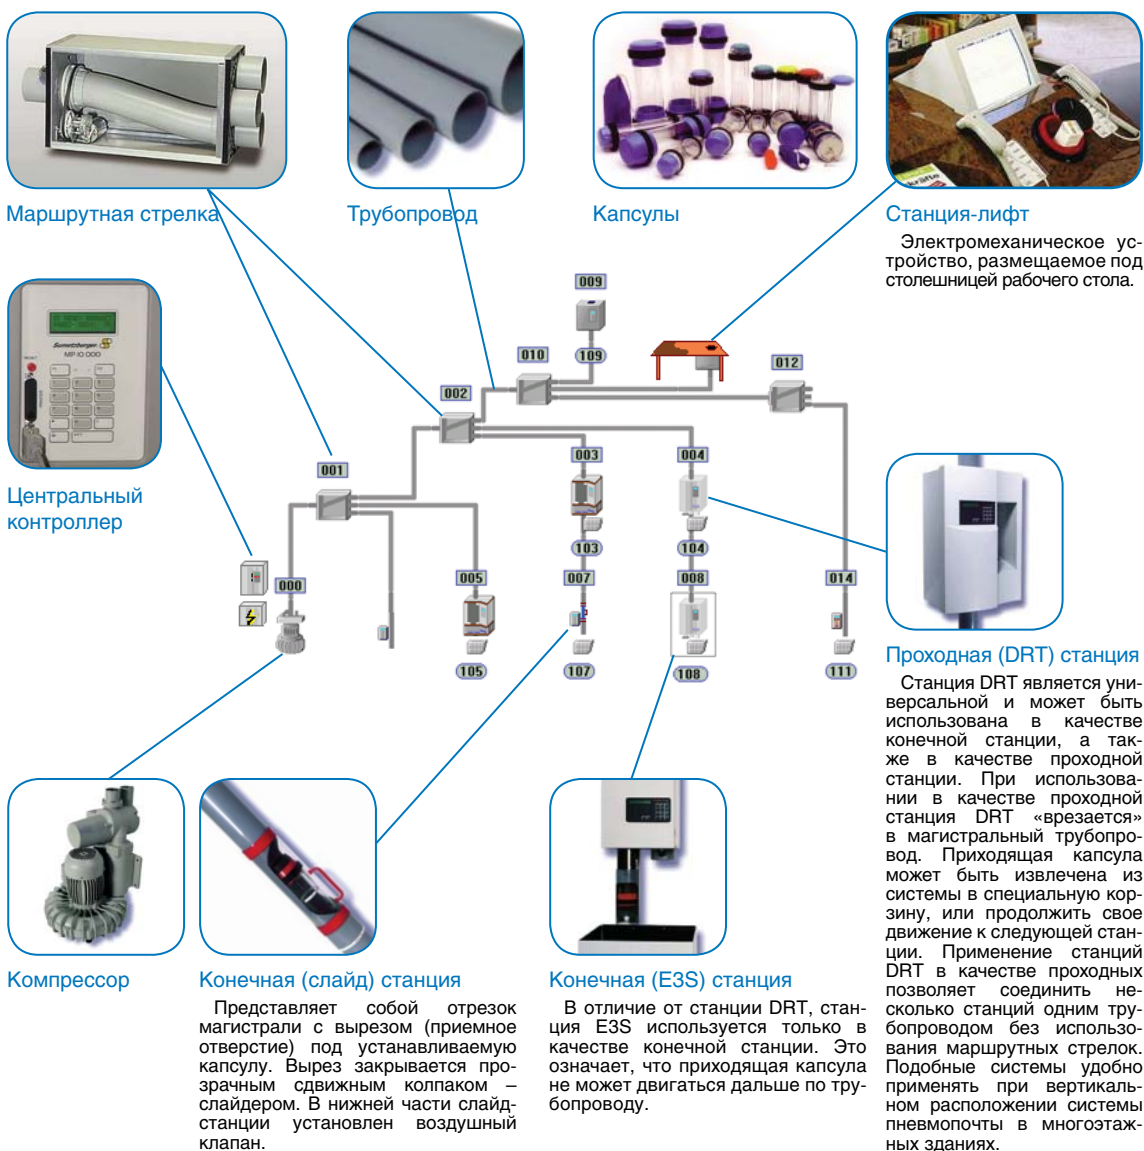 Маршрутная стрелка
Трубопровод
Капсулы
Станция-лифт
Электромеханическое ус-
тройство, размещаемое под
столешницей рабочего стола.
kräfte
Sumetzberger
MP 10 000
Центральный
контроллер
009
109
010
012
002
001
003
004
103
104
000
005
007
008
014
105
107
108
111
Проходная (DRT) станция
Станция DRT является уни-
версальной и может быть
использована в качестве
конечной станции, а так-
же в качестве проходной
станции. При использова-
нии в качестве проходной
станция DRT «врезается»
в магистральный трубопро-
вод. Приходящая капсула
может быть извлечена из
системы в специальную кор-
зину, или продолжить свое
движение к следующей стан-
ции. Применение станций
DRT в качестве проходных
позволяет соединить не-
сколько станций одним тру-
бопроводом без использо-
вания маршрутных стрелок.
Подобные системы удобно
применять при вертикаль-
ном расположении системы
пневмопочты в многоэтаж-
ных зданиях.
Компрессор
Конечная (слайд) станция
Представляет собой отрезок
магистрали с вырезом (приемное
отверстие) под устанавливаемую
капсулу. Вырез закрывается про-
зрачным сдвижным колпаком –
слайдером. В нижней части слайд-
станции установлен воздушный
клапан.
Конечная (E3S) станция
В отличие от станции DRT, стан-
ция E3S используется только в
качестве конечной станции. Это
означает, что приходящая капсула
не может двигаться дальше по тру-
бопроводу.